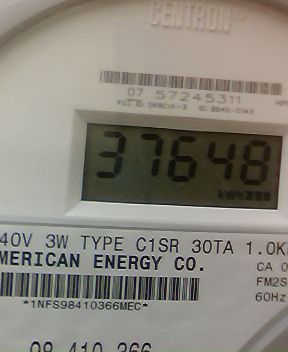 CENTRON®
07 57245311
37648
kWh
40V 3W TYPE C1SR 30TA 1.0K
MERICAN ENERGY CO.
CA 0
FM2S
60Hz
*1NFS98410366MEC*
98 410 366